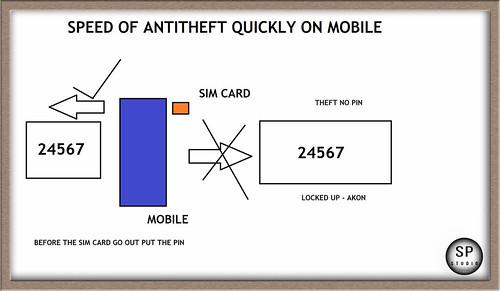 SPEED OF ANTITHEFT QUICKLY ON MOBILE
SIM CARD
THEFT NO PIN
24567
24567
LOCKED UP - AKON
MOBILE
BEFORE THE SIM CARD GO OUT PUT THE PIN
SP
STUDIO